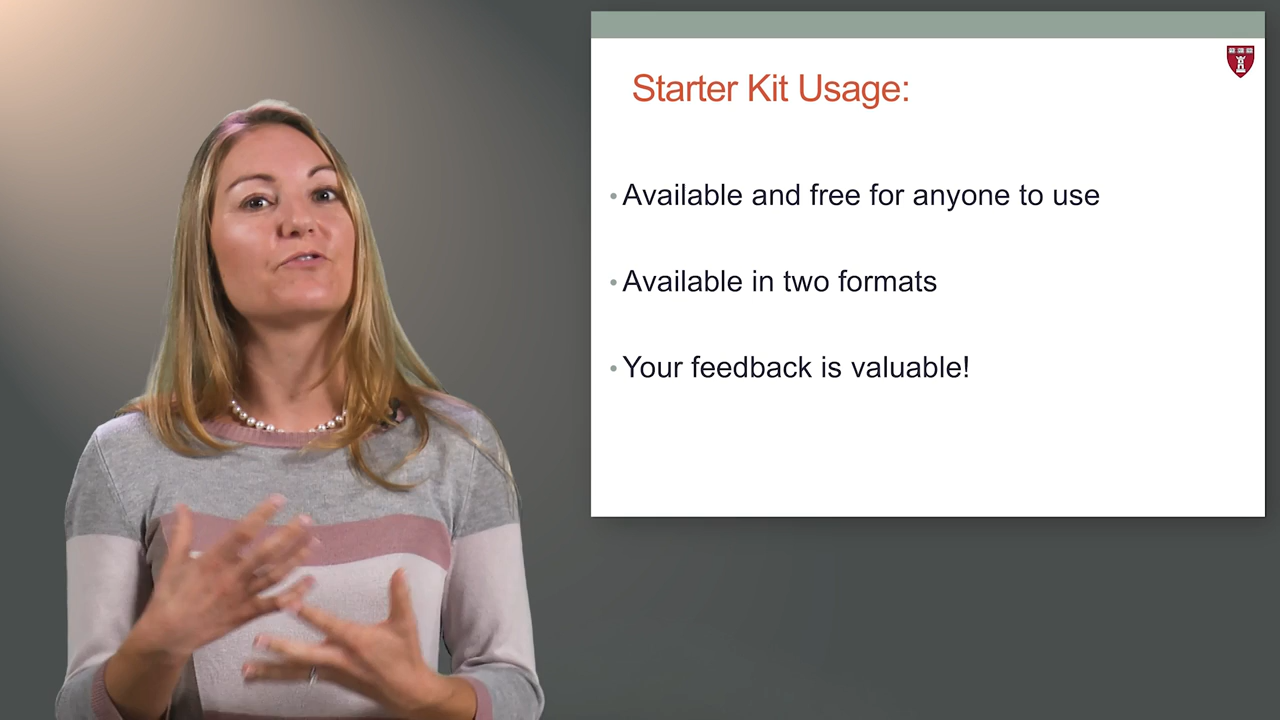 Starter Kit Usage:
• Available and free for anyone to use
• Available in two formats
• Your feedback is valuable!